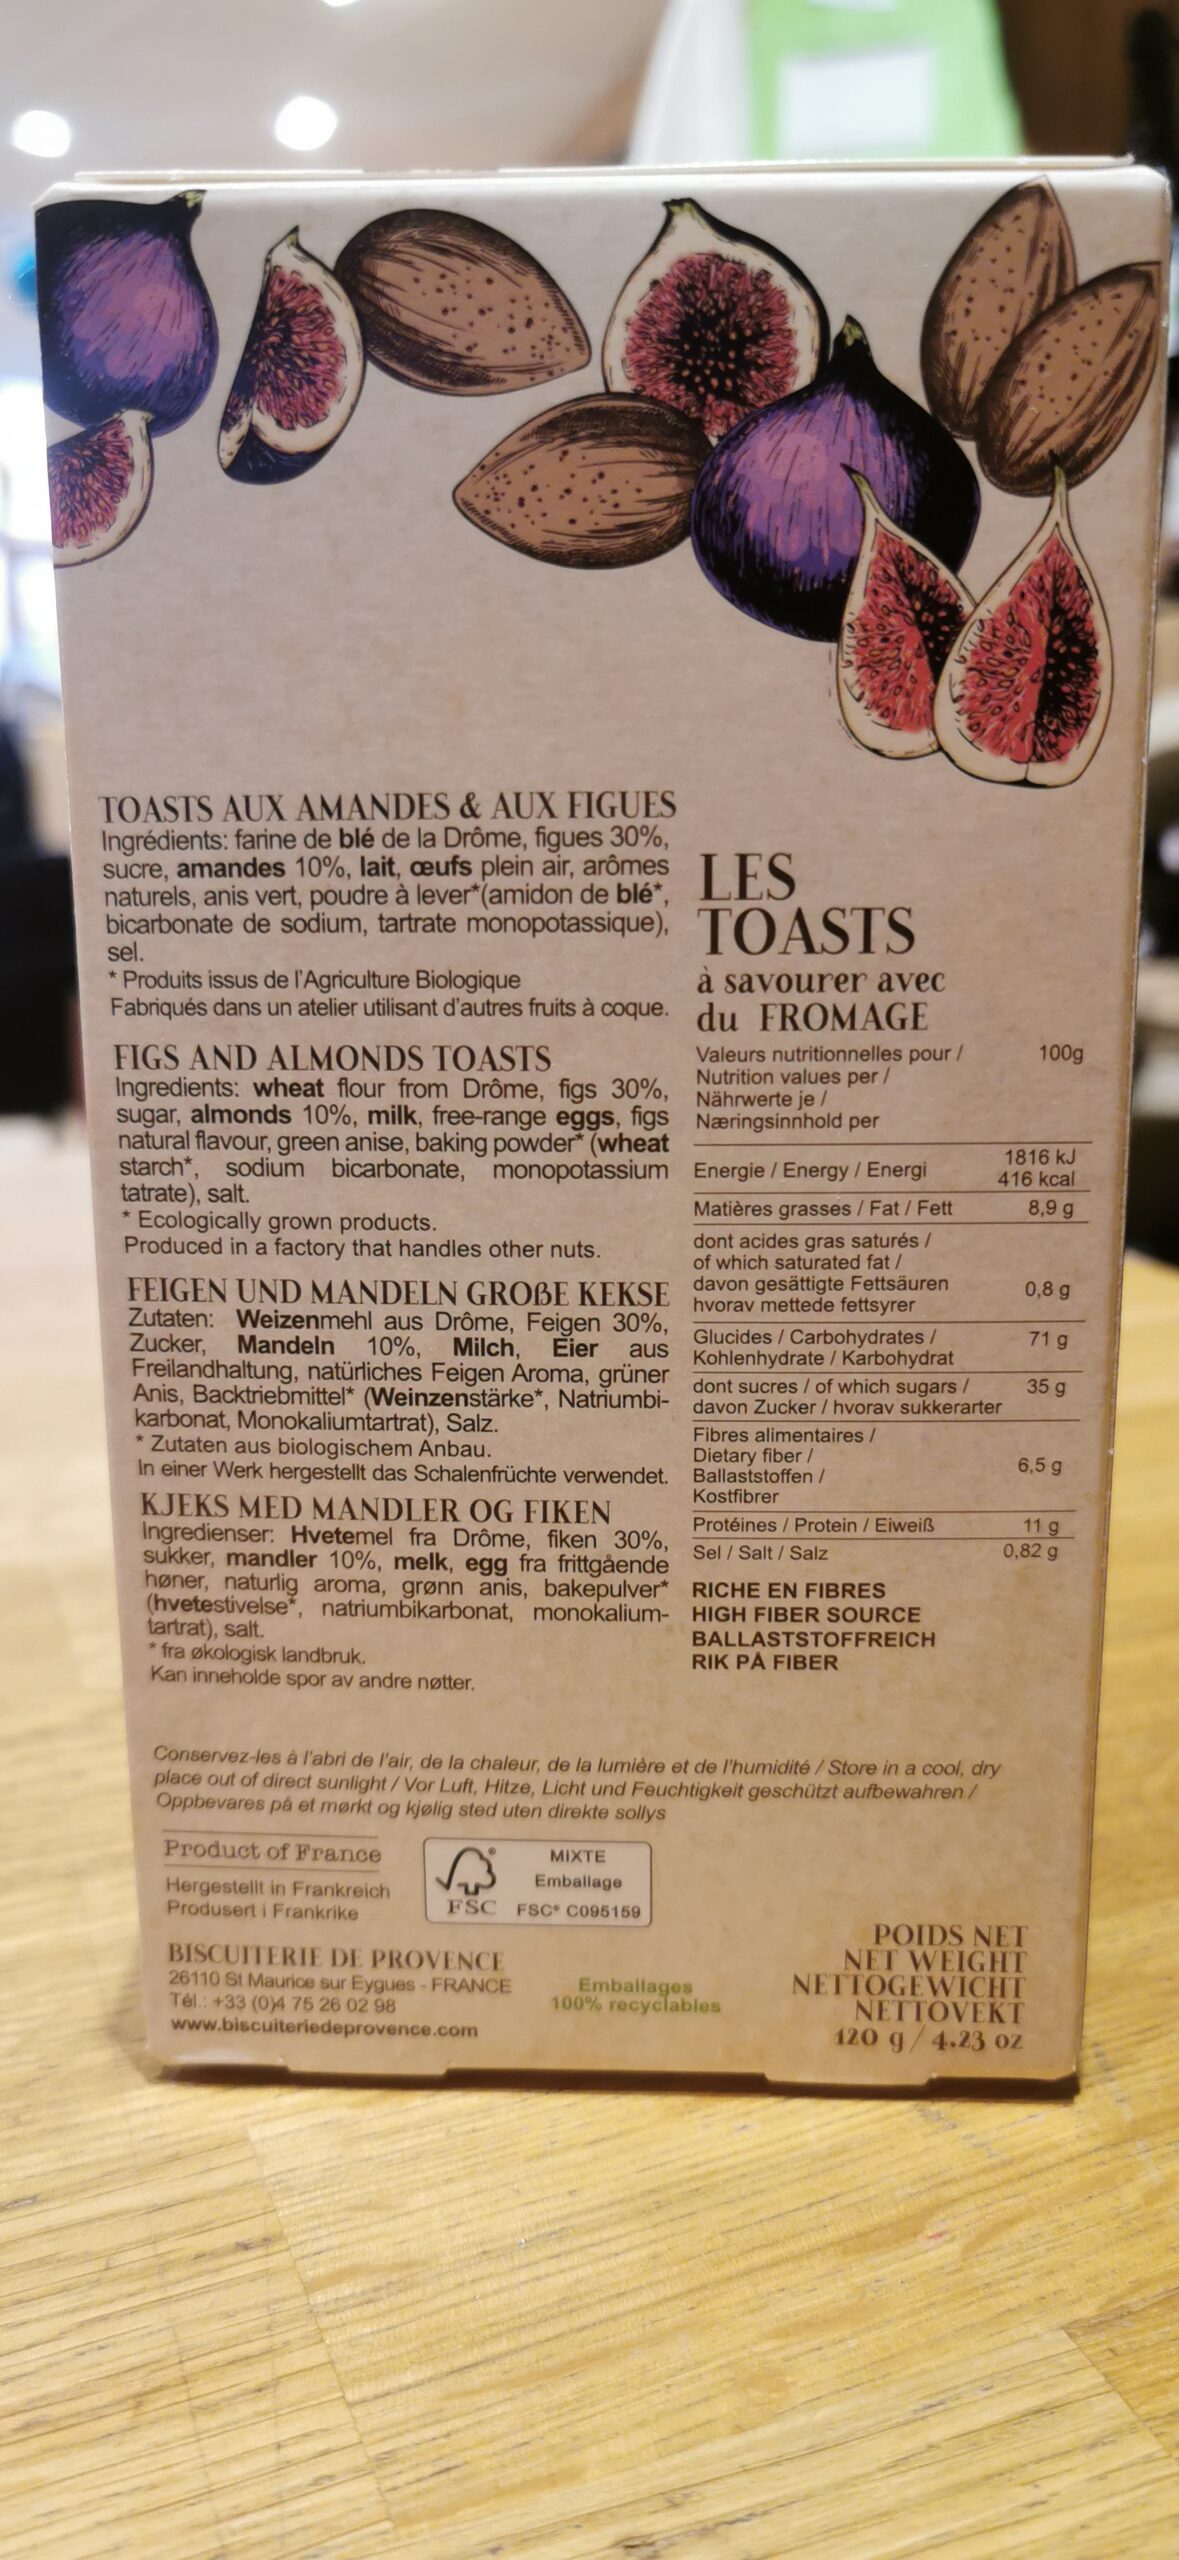 TOASTS AUX AMANDES & AUX FIGUES
Ingrédients: farine de blé de la Drôme, figues 30%,
sucre, amandes 10%, lait, œufs plein air, arômes
naturels, anis vert, poudre à lever*(amidon de blé*,
bicarbonate de sodium, tartrate monopotassique),
sel.
* Produits issus de l'Agriculture Biologique
Fabriqués dans un atelier utilisant d'autres fruits à coque.
FIGS AND ALMONDS TOASTS
Ingredients: wheat flour from Drôme, figs 30%,
sugar, almonds 10%, milk, free-range eggs, figs
natural flavour, green anise, baking powder* (wheat
starch*, sodium bicarbonate, monopotassium
tatrate), salt.
* Ecologically grown products.
Produced in a factory that handles other nuts.
FEIGEN UND MANDELN GROßE KEKSE
Zutaten: Weizenmehl aus Drôme, Feigen 30%,
Zucker, Mandeln 10%, Milch, Eier aus
Freilandhaltung, natürliches Feigen Aroma, grüner
Anis, Backtriebmittel* (Weinzenstärke*, Natriumbi-
karbonat, Monokaliumtartrat), Salz.
* Zutaten aus biologischem Anbau.
In einer Werk hergestellt das Schalenfrüchte verwendet.
KJEKS MED MANDLER OG FIKEN
Ingredienser: Hvetemel fra Drôme, fiken 30%,
sukker, mandler 10%, melk, egg fra frittgående
høner, naturlig aroma, grønn anis, bakepulver*
(hvetestivelse*, natriumbikarbonat, monokalium-
tartrat), salt.
* fra økologisk landbruk.
Kan inneholde spor av andre nøtter.
LES
TOASTS
à savourer avec
du FROMAGE
Valeurs nutritionnelles pour / 100g
Nutrition values per /
Nährwerte je /
Næringsinnhold per
Energie / Energy / Energi 1816 kJ
416 kcal
Matières grasses / Fat / Fett 8,9 g
dont acides gras saturés /
of which saturated fat /
davon gesättigte Fettsäuren 0,8 g
hvorav mettede fettsyrer
Glucides / Carbohydrates / 71 g
Kohlenhydrate / Karbohydrat
dont sucres / of which sugars / 35 g
davon Zucker / hvorav sukkerarter
Fibres alimentaires /
Dietary fiber / 6,5 g
Ballaststoffen /
Kostfibrer
Protéines / Protein / Eiweiß 11 g
Sel / Salt / Salz 0,82 g
RICHE EN FIBRES
HIGH FIBER SOURCE
BALLASTSTOFFREICH
RIK PÅ FIBER
Conservez-les à l'abri de l'air, de la chaleur, de la lumière et de l'humidité / Store in a cool, dry
place out of direct sunlight / Vor Luft, Hitze, Licht und Feuchtigkeit geschützt aufbewahren /
Oppbevares på et mørkt og kjølig sted uten direkte sollys
Product of France
Hergestellt in Frankreich
Produsert i Frankrike
FSC
MIXTE
Emballage
FSC® C095159
BISCUITERIE DE PROVENCE
26110 St Maurice sur Eygues - FRANCE
Tél.: +33 (0)4 75 26 02 98
www.biscuiteriedeprovence.com
Emballages
100% recyclables
POIDS NET
NET WEIGHT
NETTOGEWICHT
NETTOVEKT
120 g / 4.23 oz